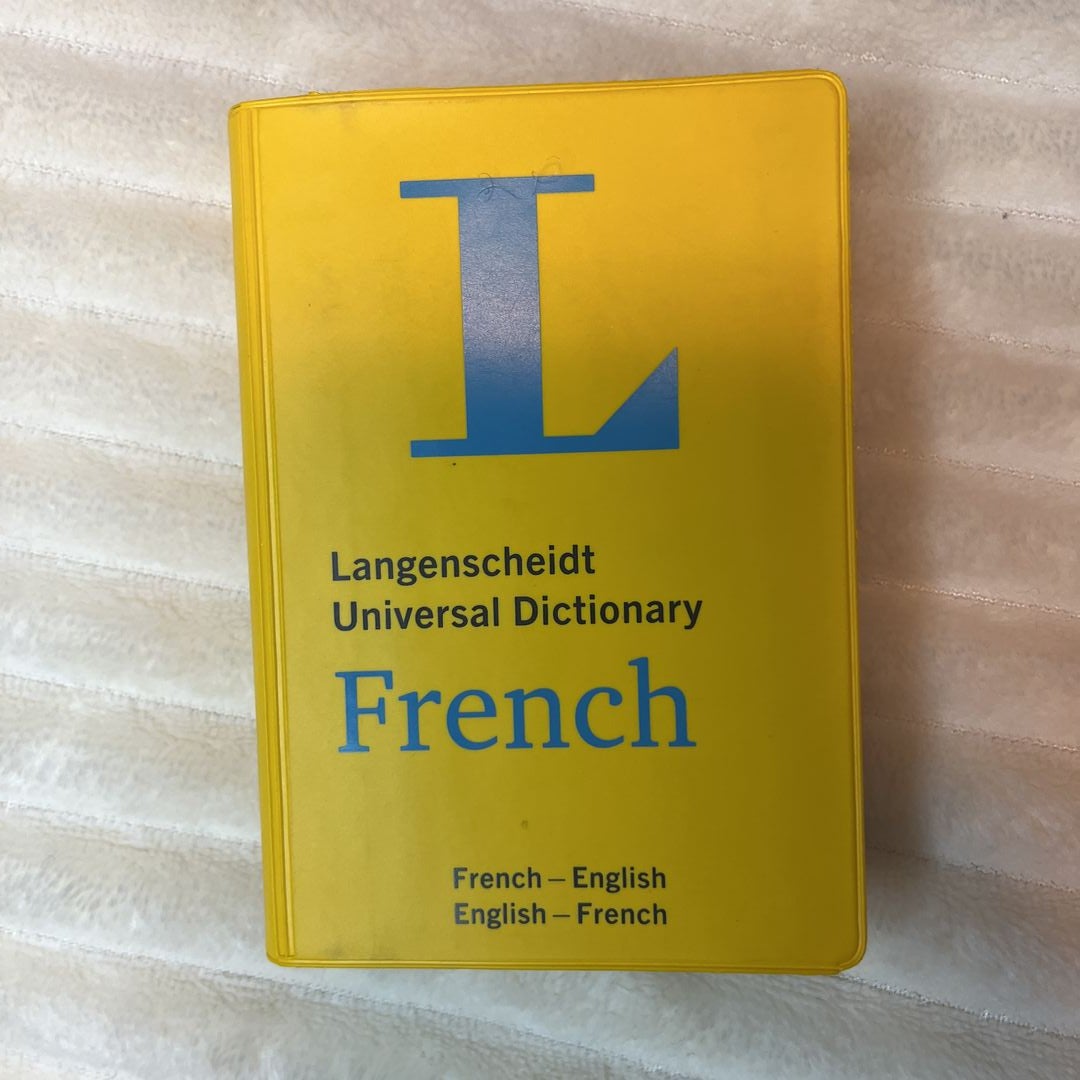 L
Langenscheidt
Universal Dictionary
French
French – English
English – French